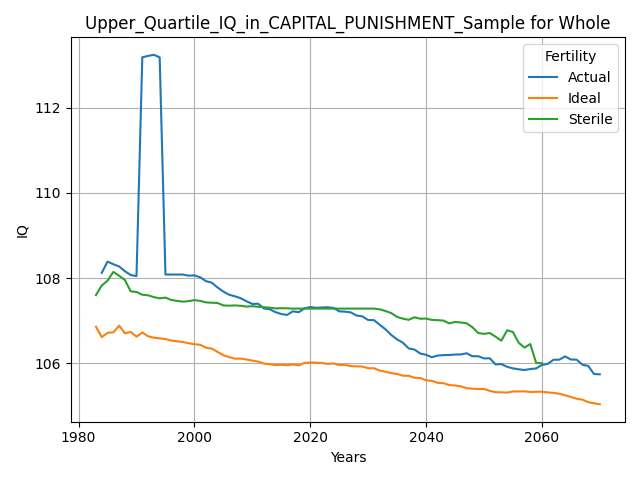 Upper_Quartile_IQ_in_CAPITAL_PUNISHMENT_Sample for Whole
Fertility
Actual
Ideal
Sterile
IQ
112
110
108
106
1980
2000
2020
2040
2060
Years